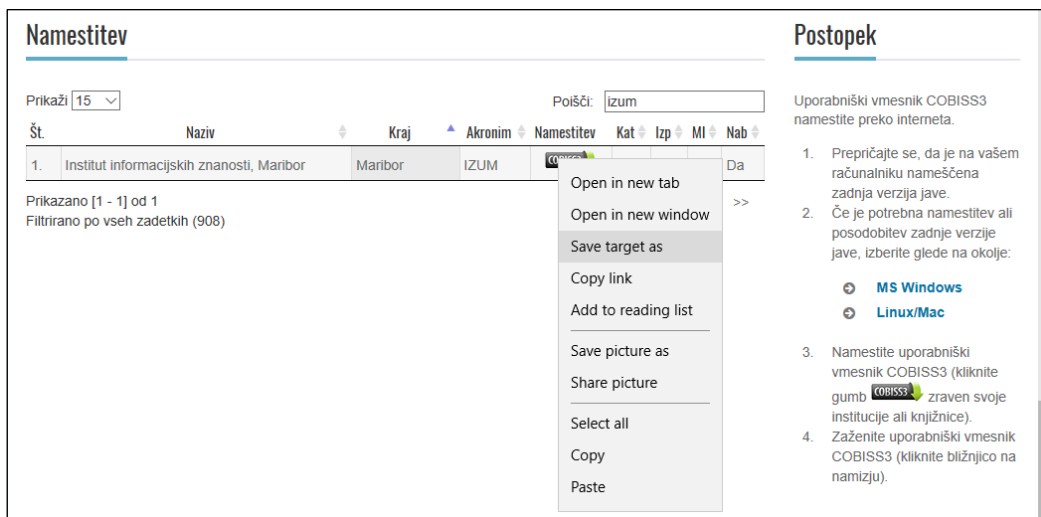 Namestitev
Prikaži 15
Poišči: izum
Št. Naziv Kraj Akronim Namestitev Kat Izp MI Nab
1. Institut informacijskih znanosti, Maribor Maribor IZUM COBISS3 Da
Prikazano [1 - 1] od 1
>>
Filtrirano po vseh zadetkih (908)
Open in new tab
Open in new window
Save target as
Copy link
Add to reading list
Save picture as
Share picture
Select all
Copy
Paste
Postopek
Uporabniški vmesnik COBISS3
namestite preko interneta.
1. Prepričajte se, da je na vašem
računalniku nameščena
zadnja verzija jave.
2. Če je potrebna namestitev ali
posodobitev zadnje verzije
jave, izberite glede na okolje:
MS Windows
Linux/Mac
3. Namestite uporabniški
vmesnik COBISS3 (kliknite
gumb COBISS3 zraven svoje
institucije ali knjižnice).
4. Zaženite uporabniški vmesnik
COBISS3 (kliknite bližnjico na
namizju).